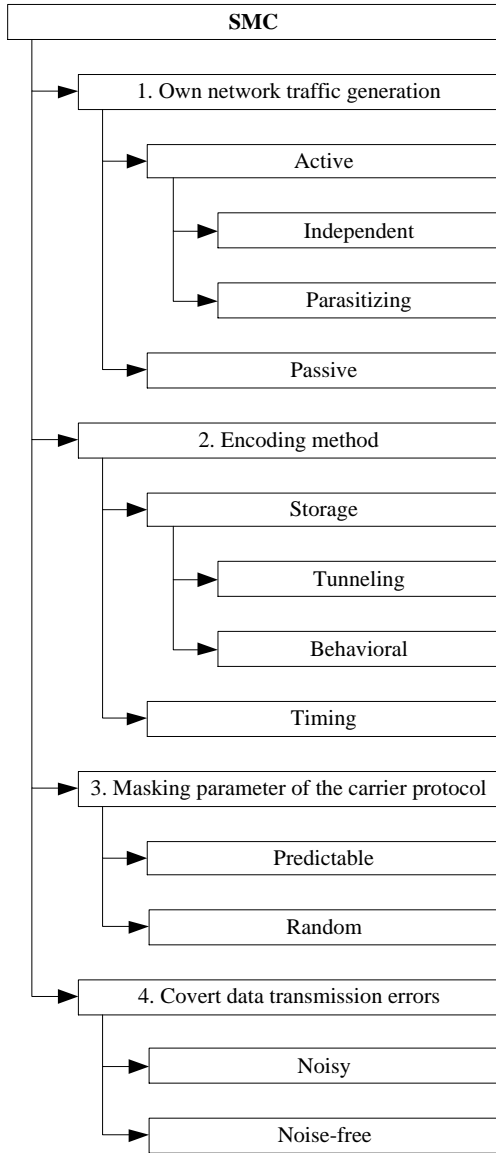 SMC
1. Own network traffic generation
Active
Independent
Parasitizing
Passive
2. Encoding method
Storage
Tunneling
Behavioral
Timing
3. Masking parameter of the carrier protocol
Predictable
Random
4. Covert data transmission errors
Noisy
Noise-free